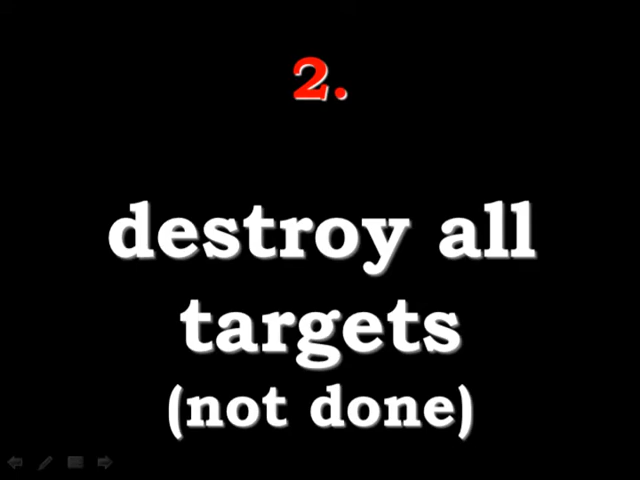 2.
destroy all
targets
(not done)